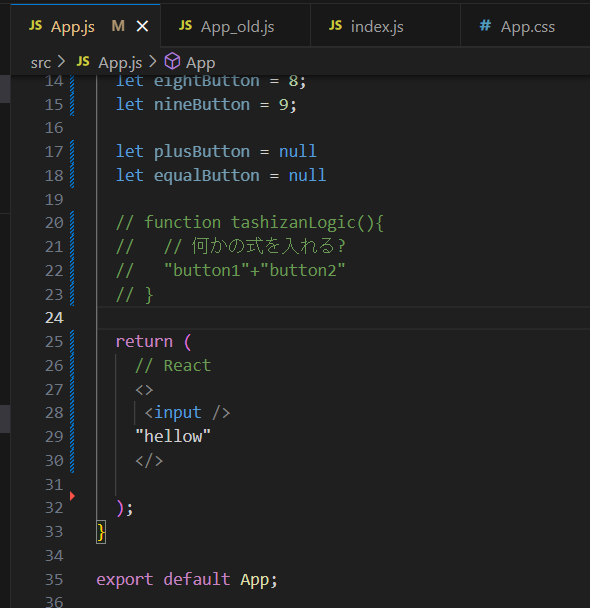 JS App.js M ×
JS App_old.js
JS index.js
# App.css
src > JS App.js > App
14 let eightButton = 8;
15 let nineButton = 9;
16
17 let plusButton = null
18 let equalButton = null
19
20 // function tashizanLogic(){
21 //   // 何かの式を入れる?
22 //   "button1"+"button2"
23 // }
24
25 return (
26 // React
27 <>
28 <input />
29 "hellow"
30 </>
31
32 );
33 }
34
35 export default App;
36